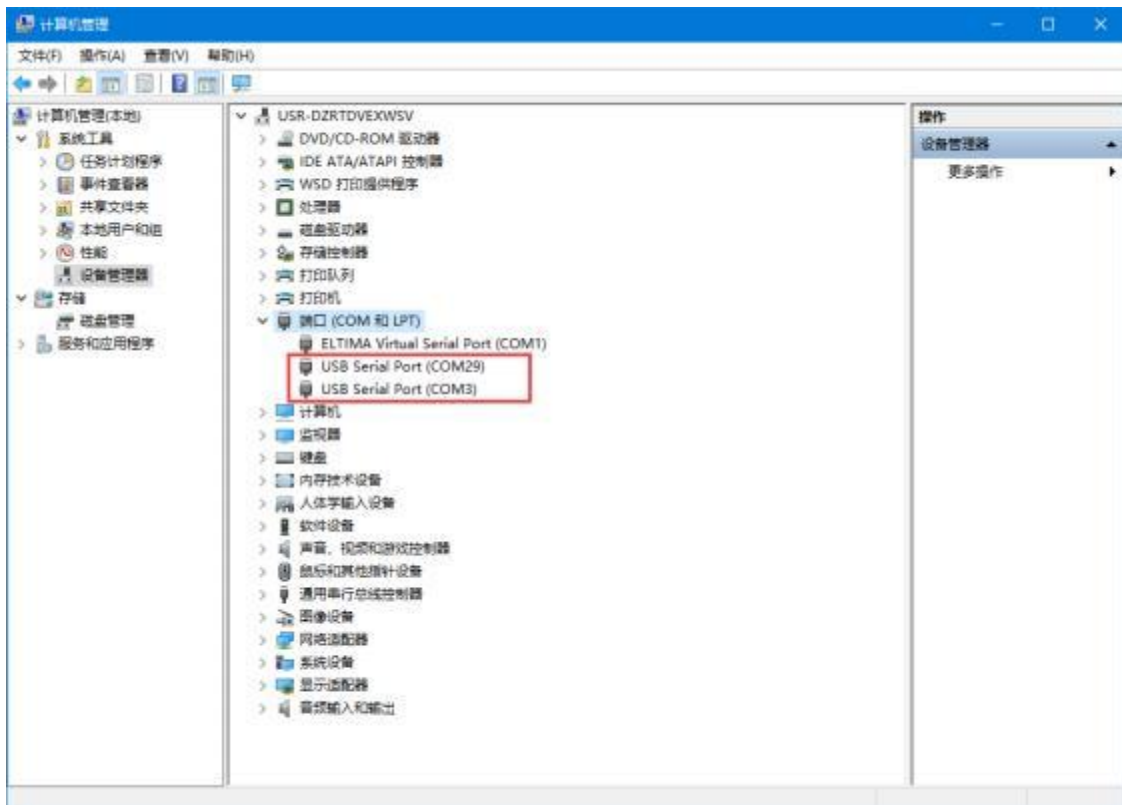 计算机管理
文件(F) 操作(A) 查看(V) 帮助(H)
计算机管理(本地)
系统工具
任务计划程序
事件查看器
共享文件夹
本地用户和组
性能
设备管理器
存储
磁盘管理
服务和应用程序
USR-DZRTDVEXWSV
DVD/CD-ROM 驱动器
IDE ATA/ATAPI 控制器
WSD 打印提供程序
处理器
磁盘驱动器
存储控制器
打印队列
打印机
端口 (COM 和 LPT)
ELTIMA Virtual Serial Port (COM1)
USB Serial Port (COM29)
USB Serial Port (COM3)
计算机
监视器
键盘
内存技术设备
人体学输入设备
软件设备
声音、视频和游戏控制器
鼠标和其他指针设备
通用串行总线控制器
图像设备
网络适配器
系统设备
显示适配器
音频输入和输出
操作
设备管理器
更多操作